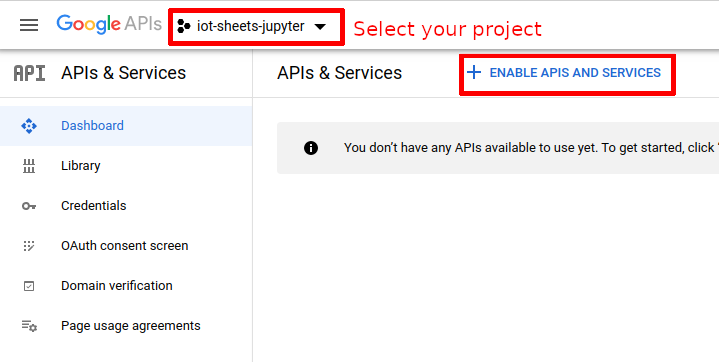 Google APIs iot-sheets-jupyter Select your project
API APIs & Services APIs & Services + ENABLE APIS AND SERVICES
Dashboard
You don't have any APIs available to use yet. To get started, click '
Library
Credentials
OAuth consent screen
Domain verification
Page usage agreements